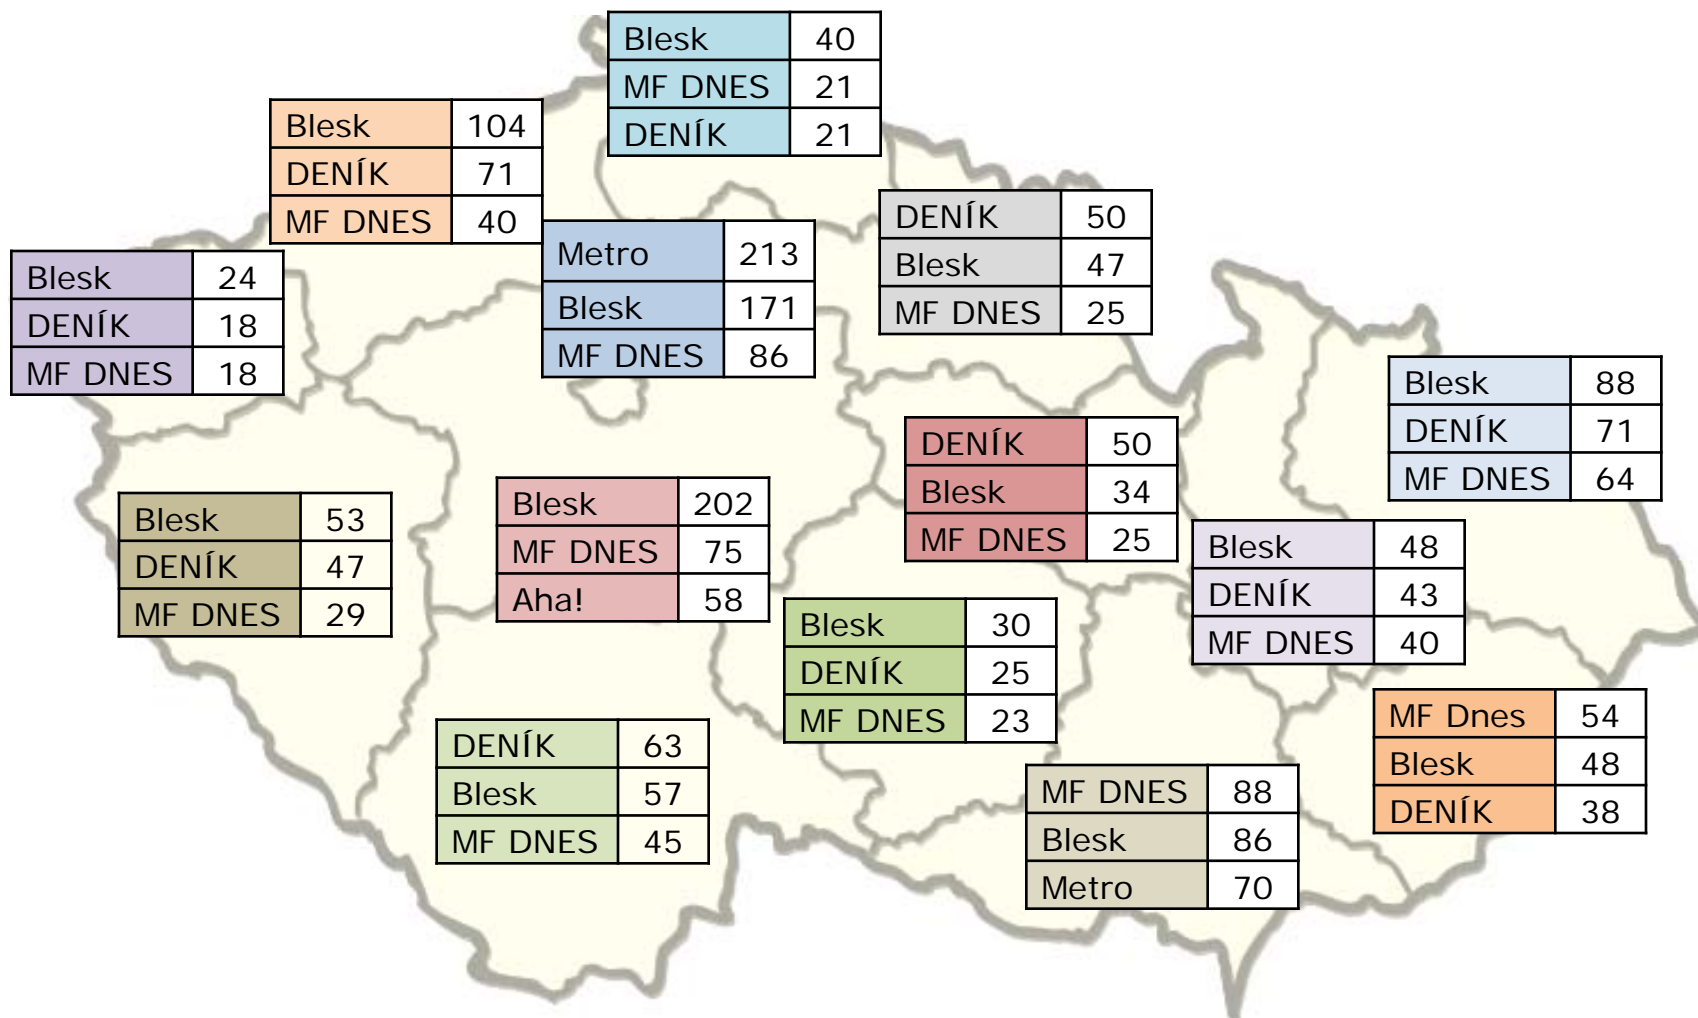 Blesk 40
MF DNES 21
DENÍK 21
Blesk 104
DENÍK 71
MF DNES 40
DENÍK 50
Blesk 47
MF DNES 25
Metro 213
Blesk 171
MF DNES 86
Blesk 24
DENÍK 18
MF DNES 18
Blesk 88
DENÍK 71
MF DNES 64
DENÍK 50
Blesk 34
MF DNES 25
Blesk 202
MF DNES 75
Aha! 58
Blesk 53
DENÍK 47
MF DNES 29
Blesk 48
DENÍK 43
MF DNES 40
Blesk 30
DENÍK 25
MF DNES 23
MF Dnes 54
Blesk 48
DENÍK 38
DENÍK 63
Blesk 57
MF DNES 45
MF DNES 88
Blesk 86
Metro 70